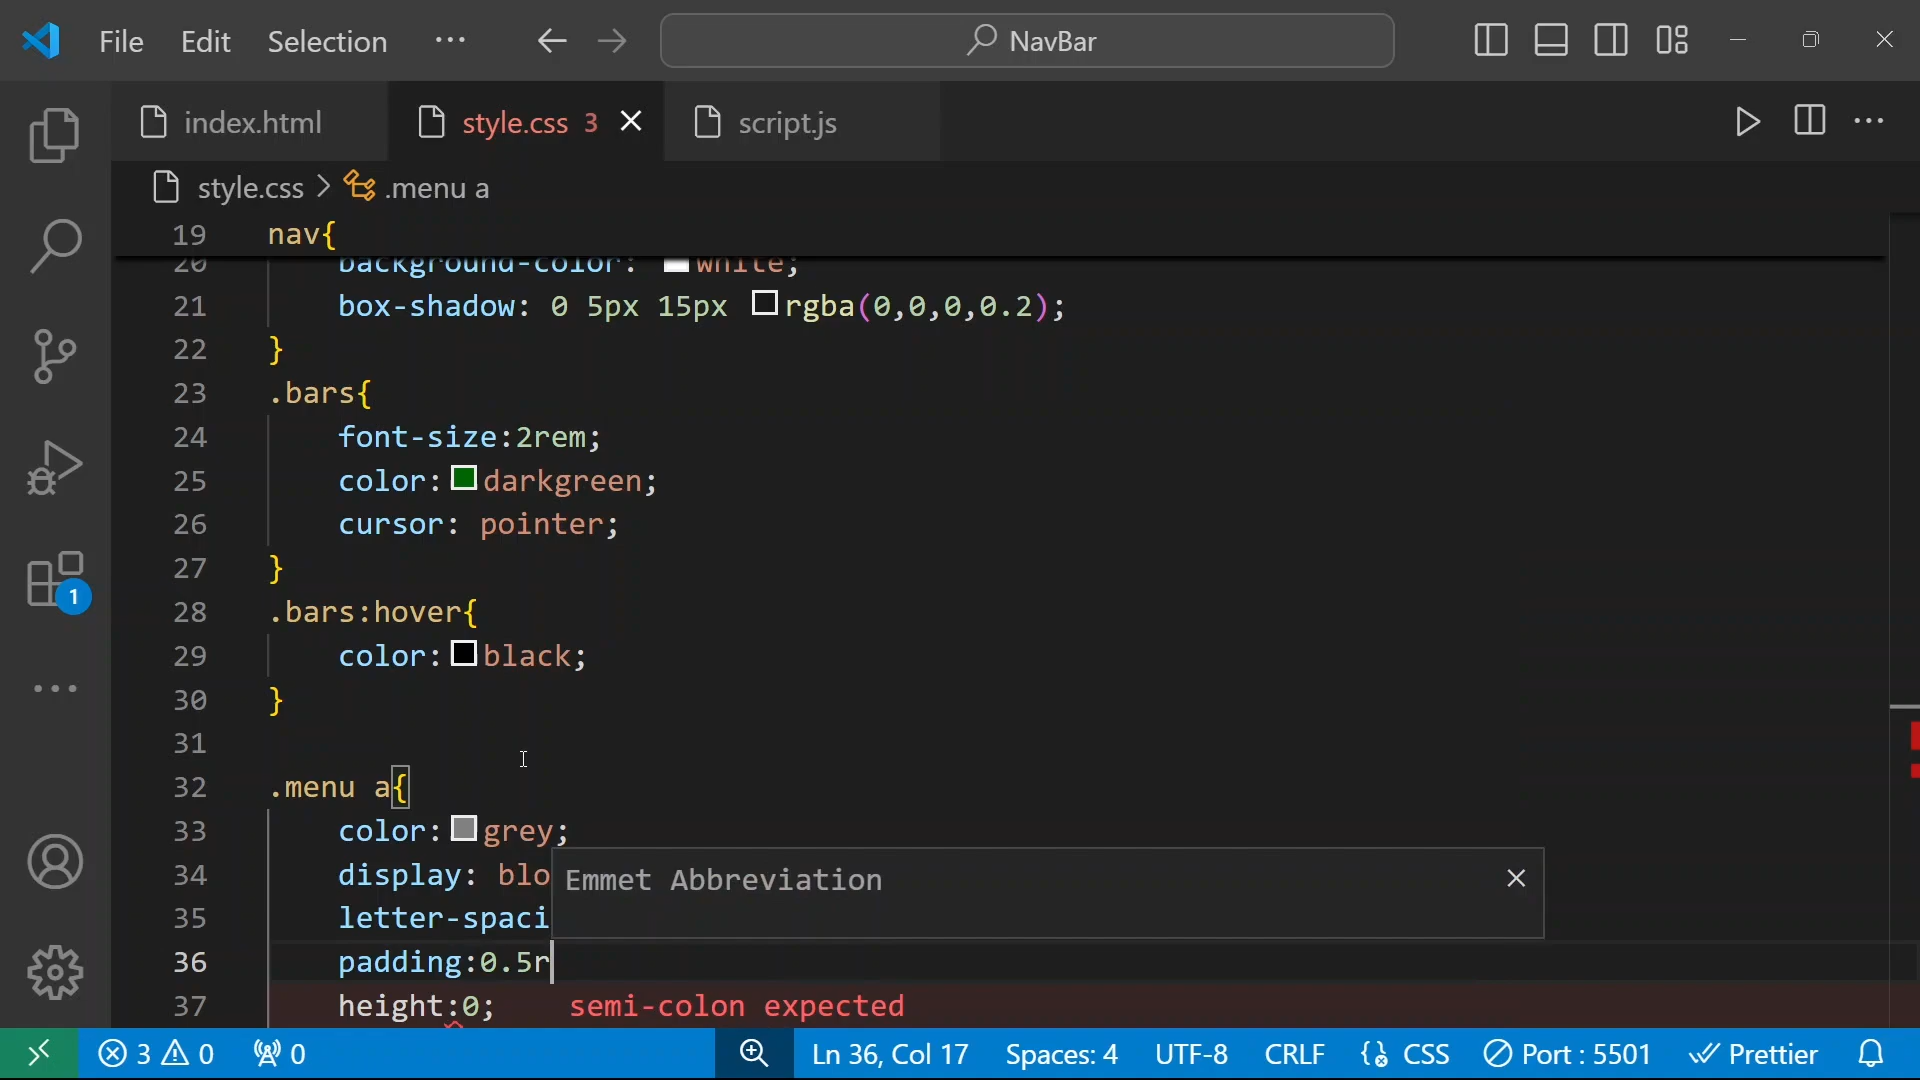 File Edit Selection ··· NavBar
index.html style.css 3 script.js
style.css > .menu a
19 nav{
20 background-color: white;
21 box-shadow: 0 5px 15px rgba(0,0,0,0.2);
22 }
23 .bars{
24 font-size:2rem;
25 color: darkgreen;
26 cursor: pointer;
27 }
28 .bars:hover{
29 color: black;
30 }
31
32 .menu a{
33 color: grey;
34 display: blo
Emmet Abbreviation
35 letter-spaci
36 padding:0.5r
37 height:0; semi-colon expected
1
3 0 0 Ln 36, Col 17 Spaces: 4 UTF-8 CRLF CSS Port : 5501 Prettier